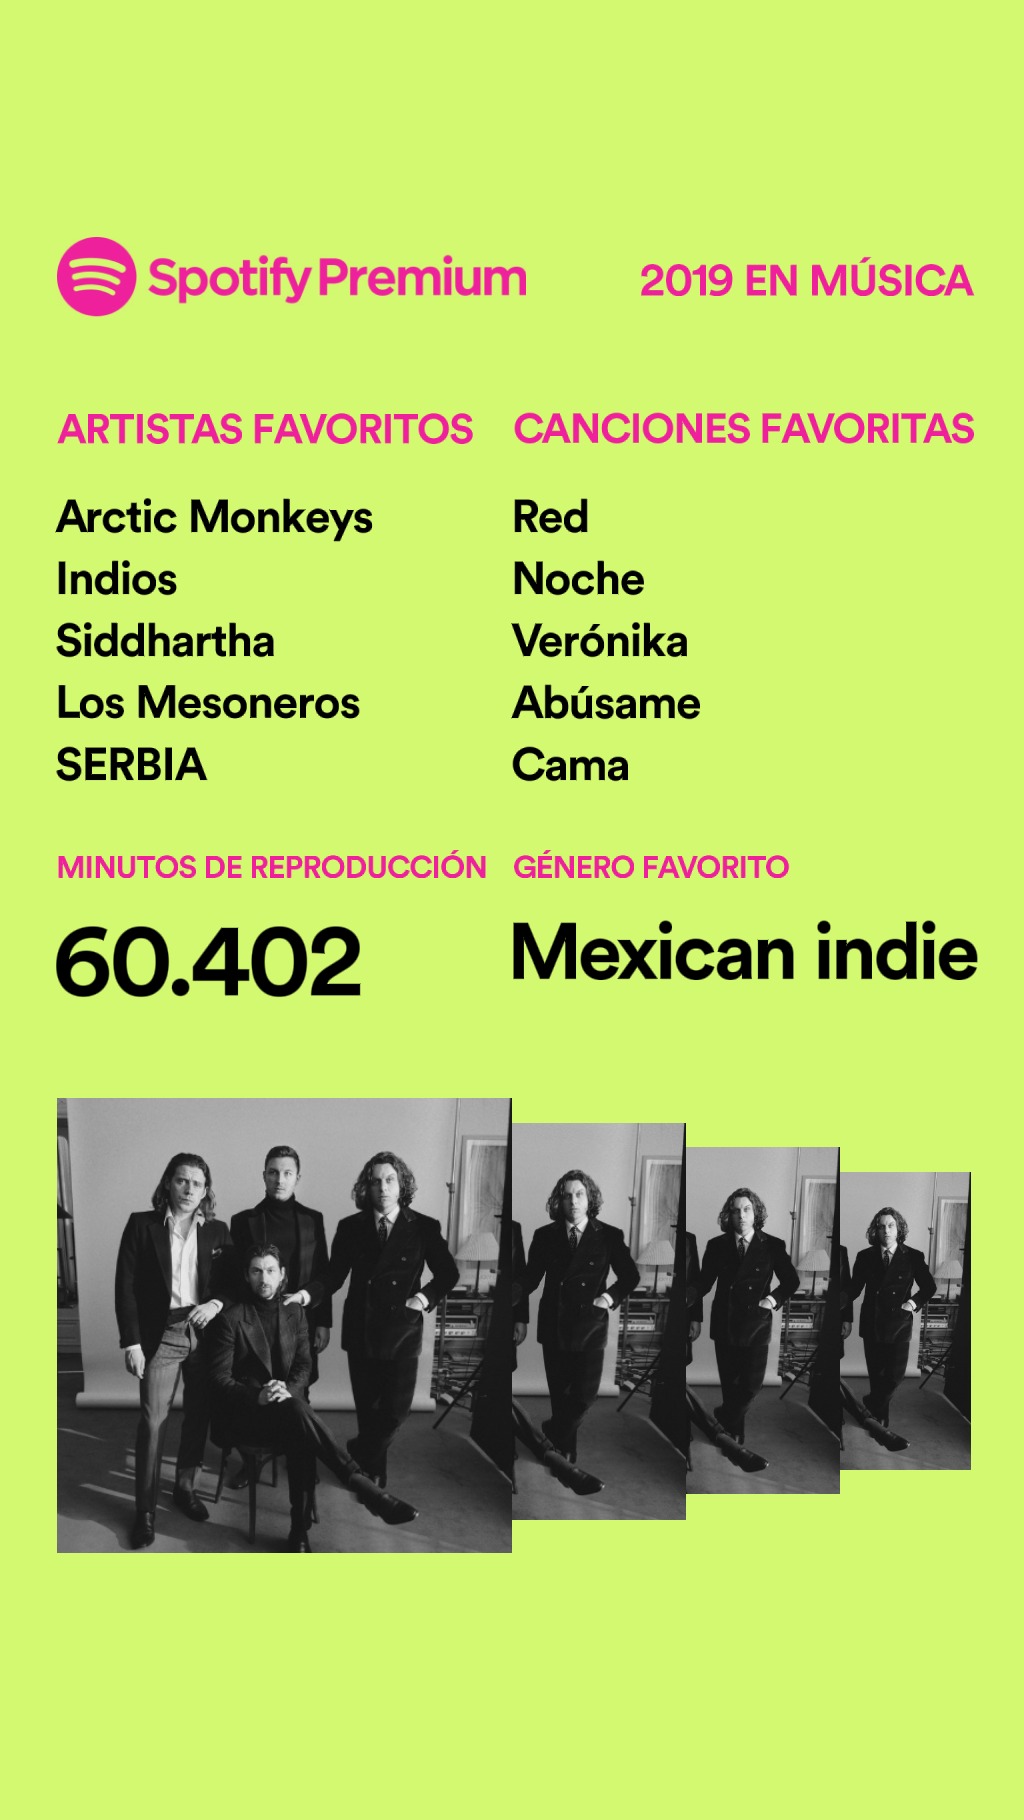 Spotify Premium
2019 EN MÚSICA
ARTISTAS FAVORITOS
Arctic Monkeys
Indios
Siddhartha
Los Mesoneros
SERBIA
CANCIONES FAVORITAS
Red
Noche
Verónika
Abúsame
Cama
MINUTOS DE REPRODUCCIÓN
60.402
GÉNERO FAVORITO
Mexican indie